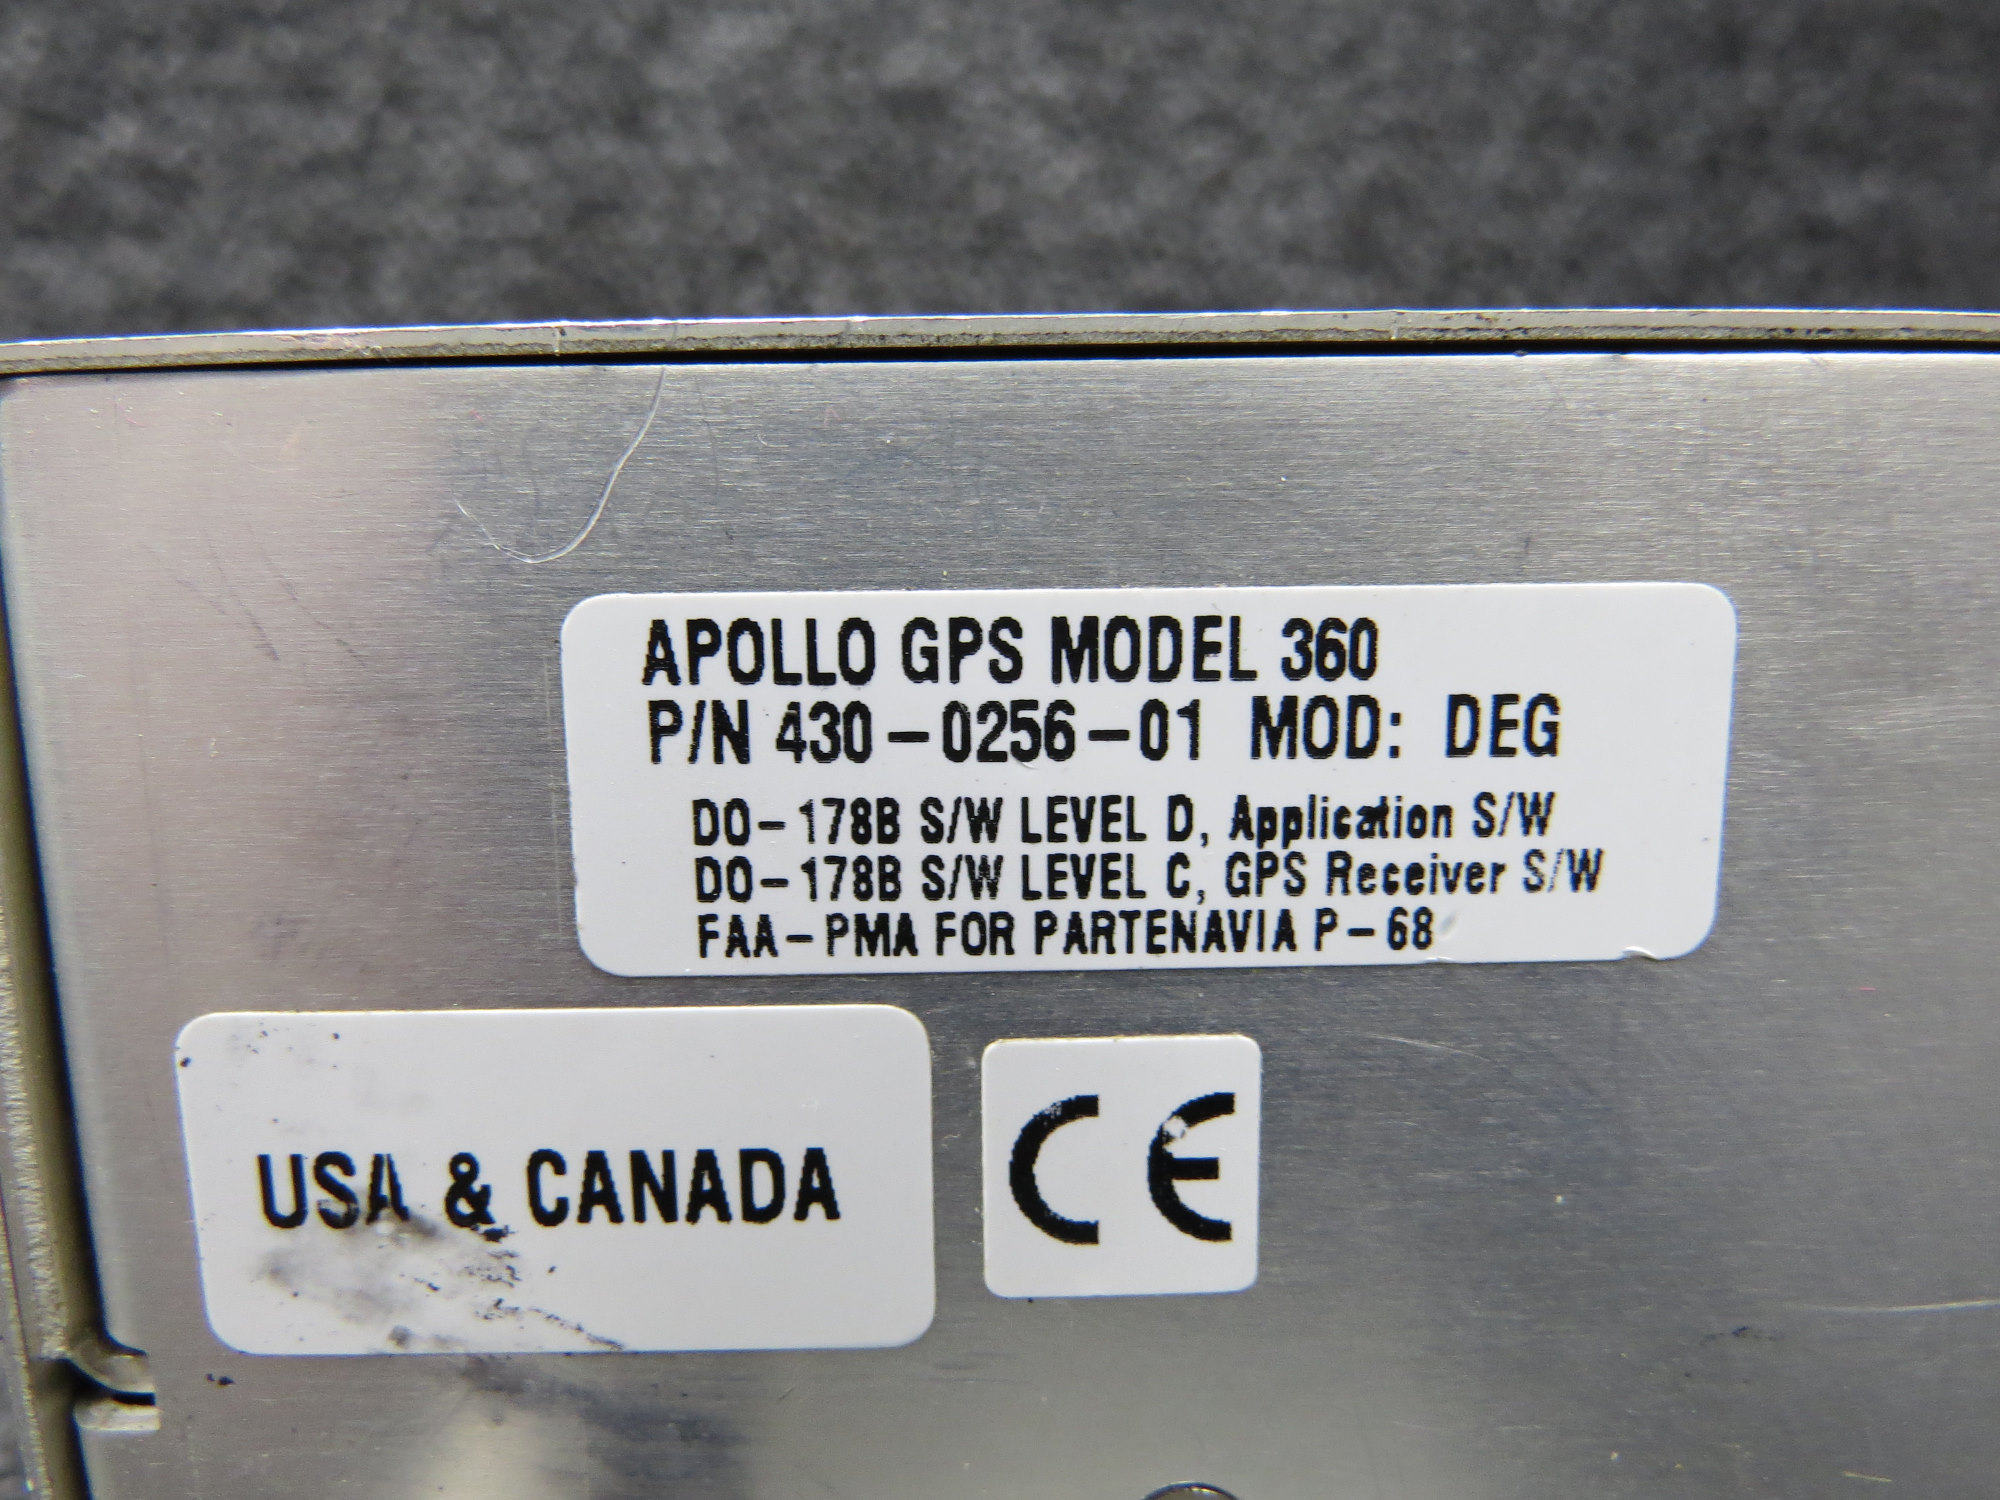 APOLLO GPS MODEL 360
P/N 430-0256-01 MOD: DEG
DO-178B S/W LEVEL D, Application S/W
DO-178B S/W LEVEL C, GPS Receiver S/W
FAA-PMA FOR PARTENAVIA P-68
USA & CANADA
CE